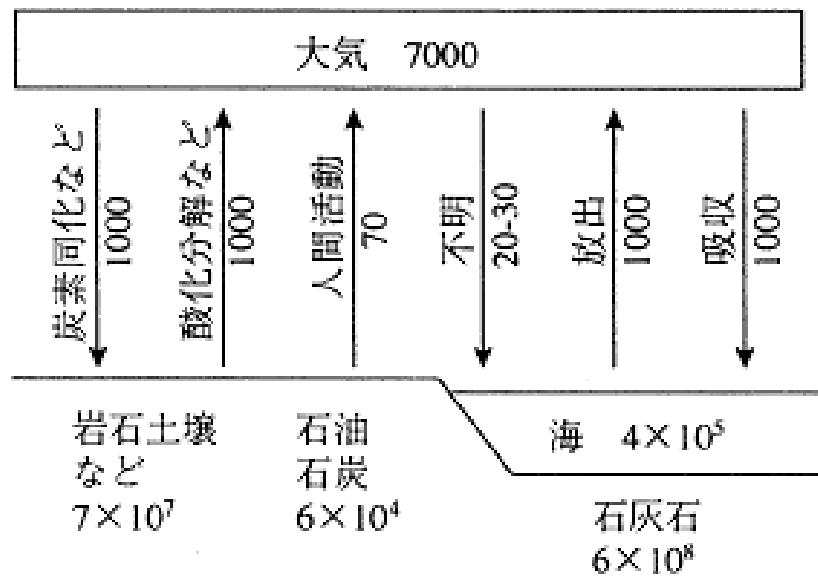 大気 7000
炭素同化など
1000
酸化分解など
1000
人間活動
70
不明
20-30
放出
1000
吸収
1000
岩石土壌
など
7×10⁷
石油
石炭
6×10⁴
海 4×10⁵
石灰石
6×10⁸